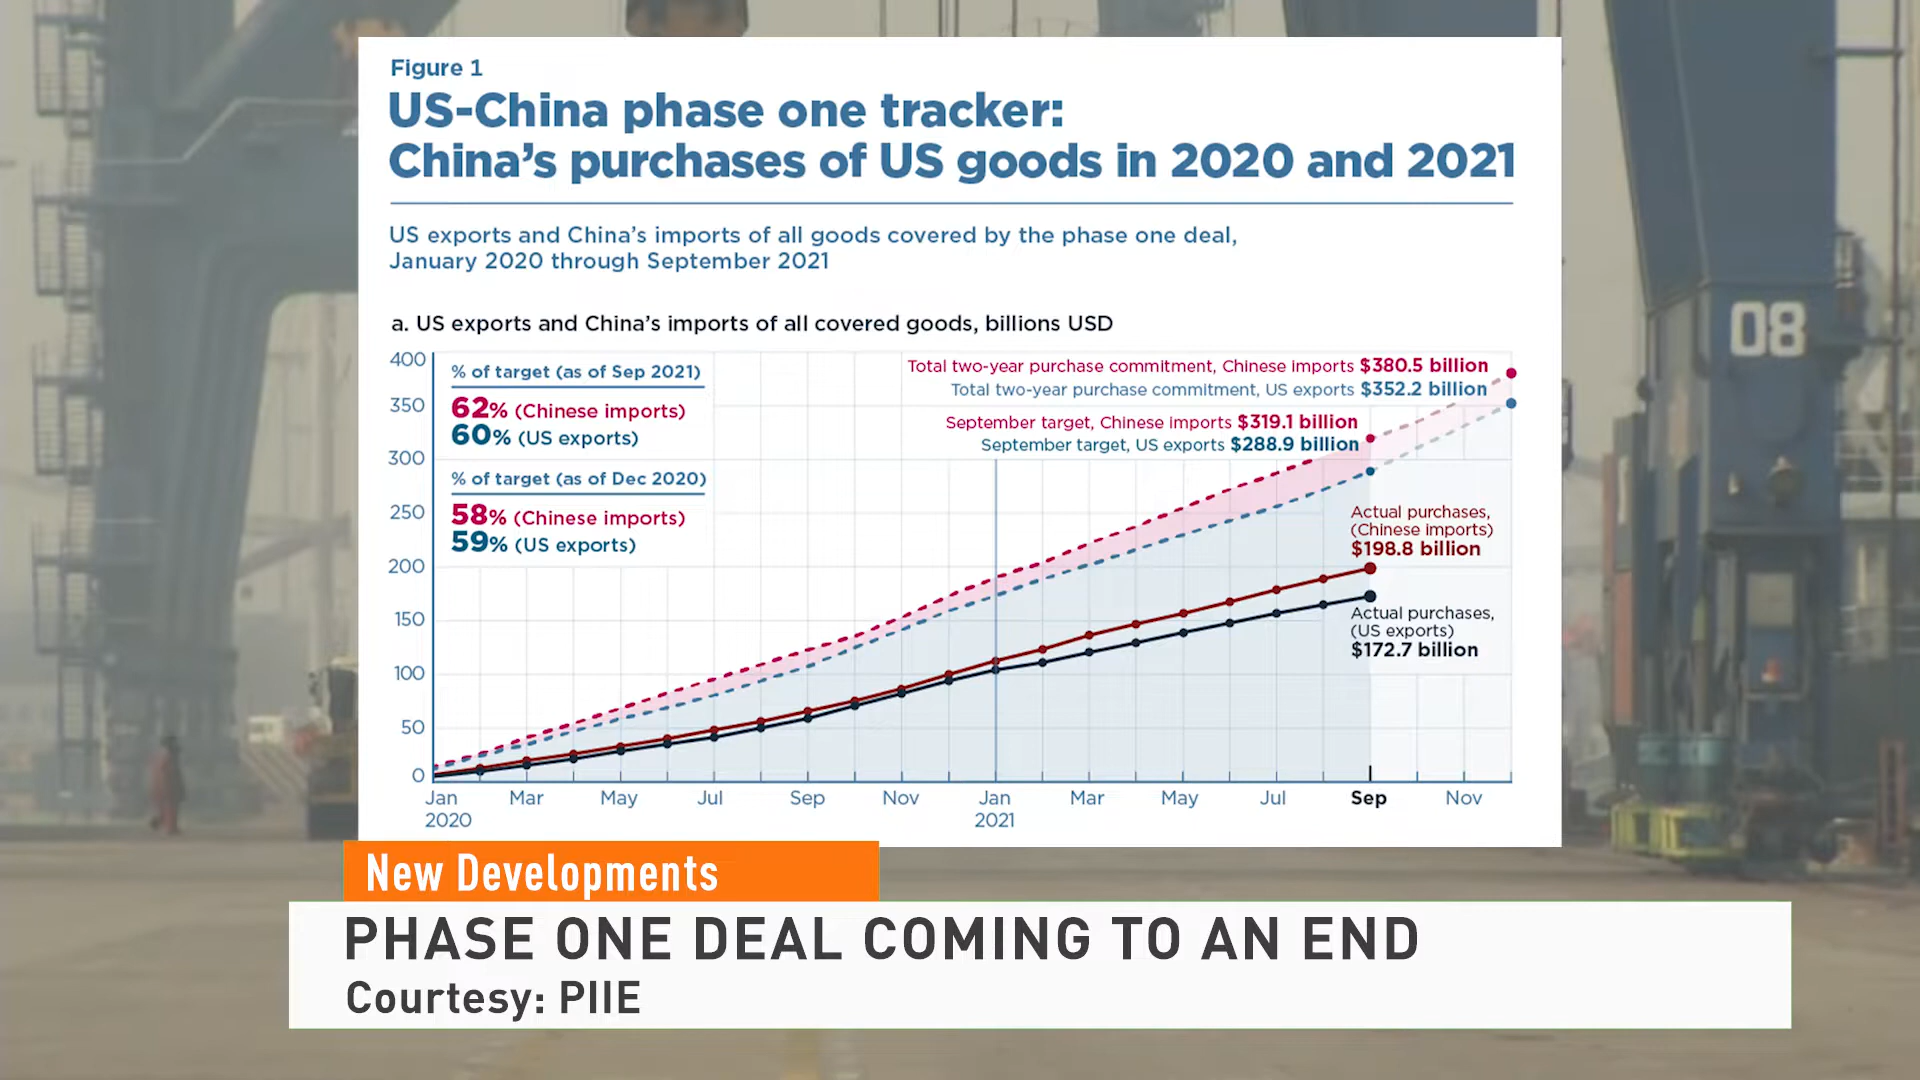 Figure 1
US-China phase one tracker:
China's purchases of US goods in 2020 and 2021
US exports and China's imports of all goods covered by the phase one deal,
January 2020 through September 2021
a. US exports and China's imports of all covered goods, billions USD
400
350
300
250
200
150
100
50
0
% of target (as of Sep 2021)
62% (Chinese imports)
60% (US exports)
% of target (as of Dec 2020)
58% (Chinese imports)
59% (US exports)
Total two-year purchase commitment, Chinese imports $380.5 billion
Total two-year purchase commitment, US exports $352.2 billion
September target, Chinese imports $319.1 billion
September target, US exports $288.9 billion
Actual purchases,
(Chinese imports)
$198.8 billion
Actual purchases,
(US exports)
$172.7 billion
Jan Mar May Jul Sep Nov Jan Mar May Jul Sep Nov
2020 2021
08
New Developments
PHASE ONE DEAL COMING TO AN END
Courtesy: PIIE